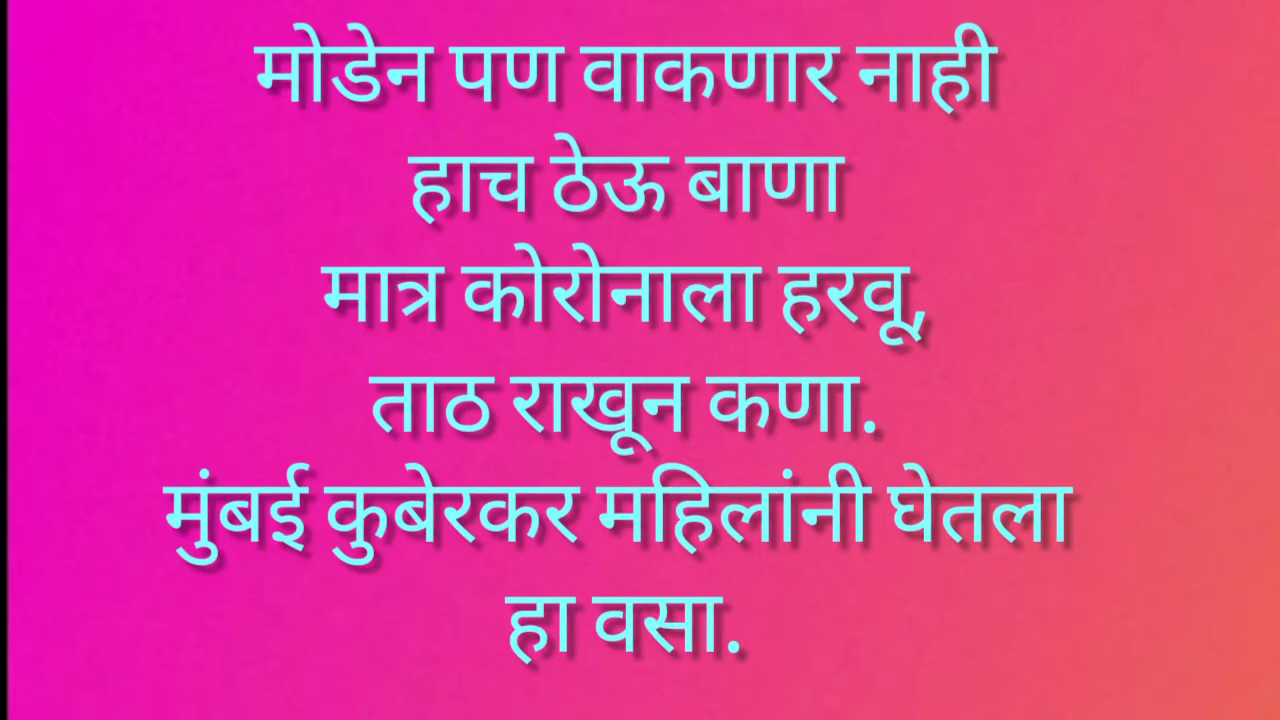 मोडेन पण वाकणार नाही
हाच ठेऊ बाणा
मात्र कोरोनाला हरवू,
ताठ राखून कणा.
मुंबई कुबेरकर महिलांनी घेतला
हा वसा.